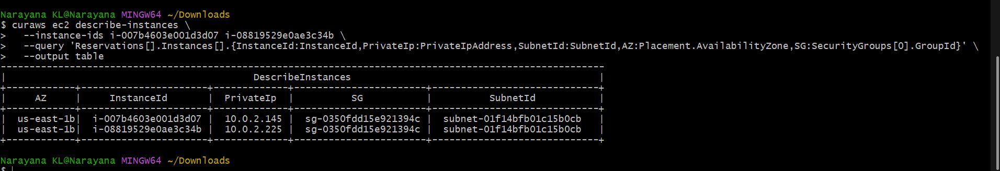 Narayana KL@Narayana MINGW64 ~/Downloads
$ curaws ec2 describe-instances \
>   --instance-ids i-007b4603e001d3d07 i-08819529e0ae3c34b \
>   --query 'Reservations[].Instances[].{InstanceId:InstanceId,PrivateIp:PrivateIpAddress,SubnetId:SubnetId,AZ:Placement.AvailabilityZone,SG:SecurityGroups[0].GroupId}' \
>   --output table
---------------------------------------------------------------------------------------------------------
|                                           DescribeInstances                                           |
+------------+----------------------+-------------+-----------------------+-----------------------------+
|     AZ     |     InstanceId       |  PrivateIp  |          SG           |          SubnetId           |
+------------+----------------------+-------------+-----------------------+-----------------------------+
|  us-east-1b|  i-007b4603e001d3d07 |  10.0.2.145 |  sg-0350fdd15e921394c |  subnet-01f14bfb01c15b0cb   |
|  us-east-1b|  i-08819529e0ae3c34b |  10.0.2.225 |  sg-0350fdd15e921394c |  subnet-01f14bfb01c15b0cb   |
+------------+----------------------+-------------+-----------------------+-----------------------------+
Narayana KL@Narayana MINGW64 ~/Downloads
$